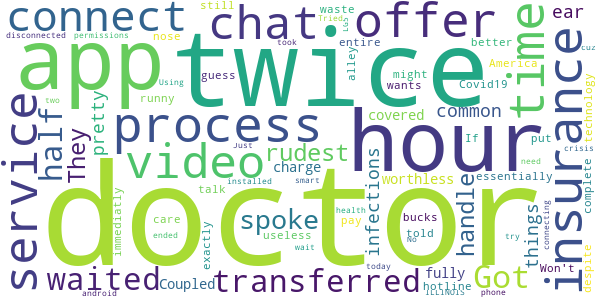 connect
chat
offer
still
disconnected
permissions
nose
took
LGS
Tried
entire
waste
better
ear
alley
cuz
might
wants
Covid19
America
Using
guess
runny
app
twice
time
service
half
They
pretty
process
hour
covered
common
If
put
technology
insurance
video
rudest
charge
infections
worthless
handle
essentially
things
complete
crisis
immediatly
talk
two
Just
installed
doctor
smart
need
connecting
care
ended
exactly
useless
spoke
health
wait
pay
bucks
told
No
today
fully
hotline
ILLINOIS
try
Won't
despite
waited
android
Coupled
transferred
Got
phone